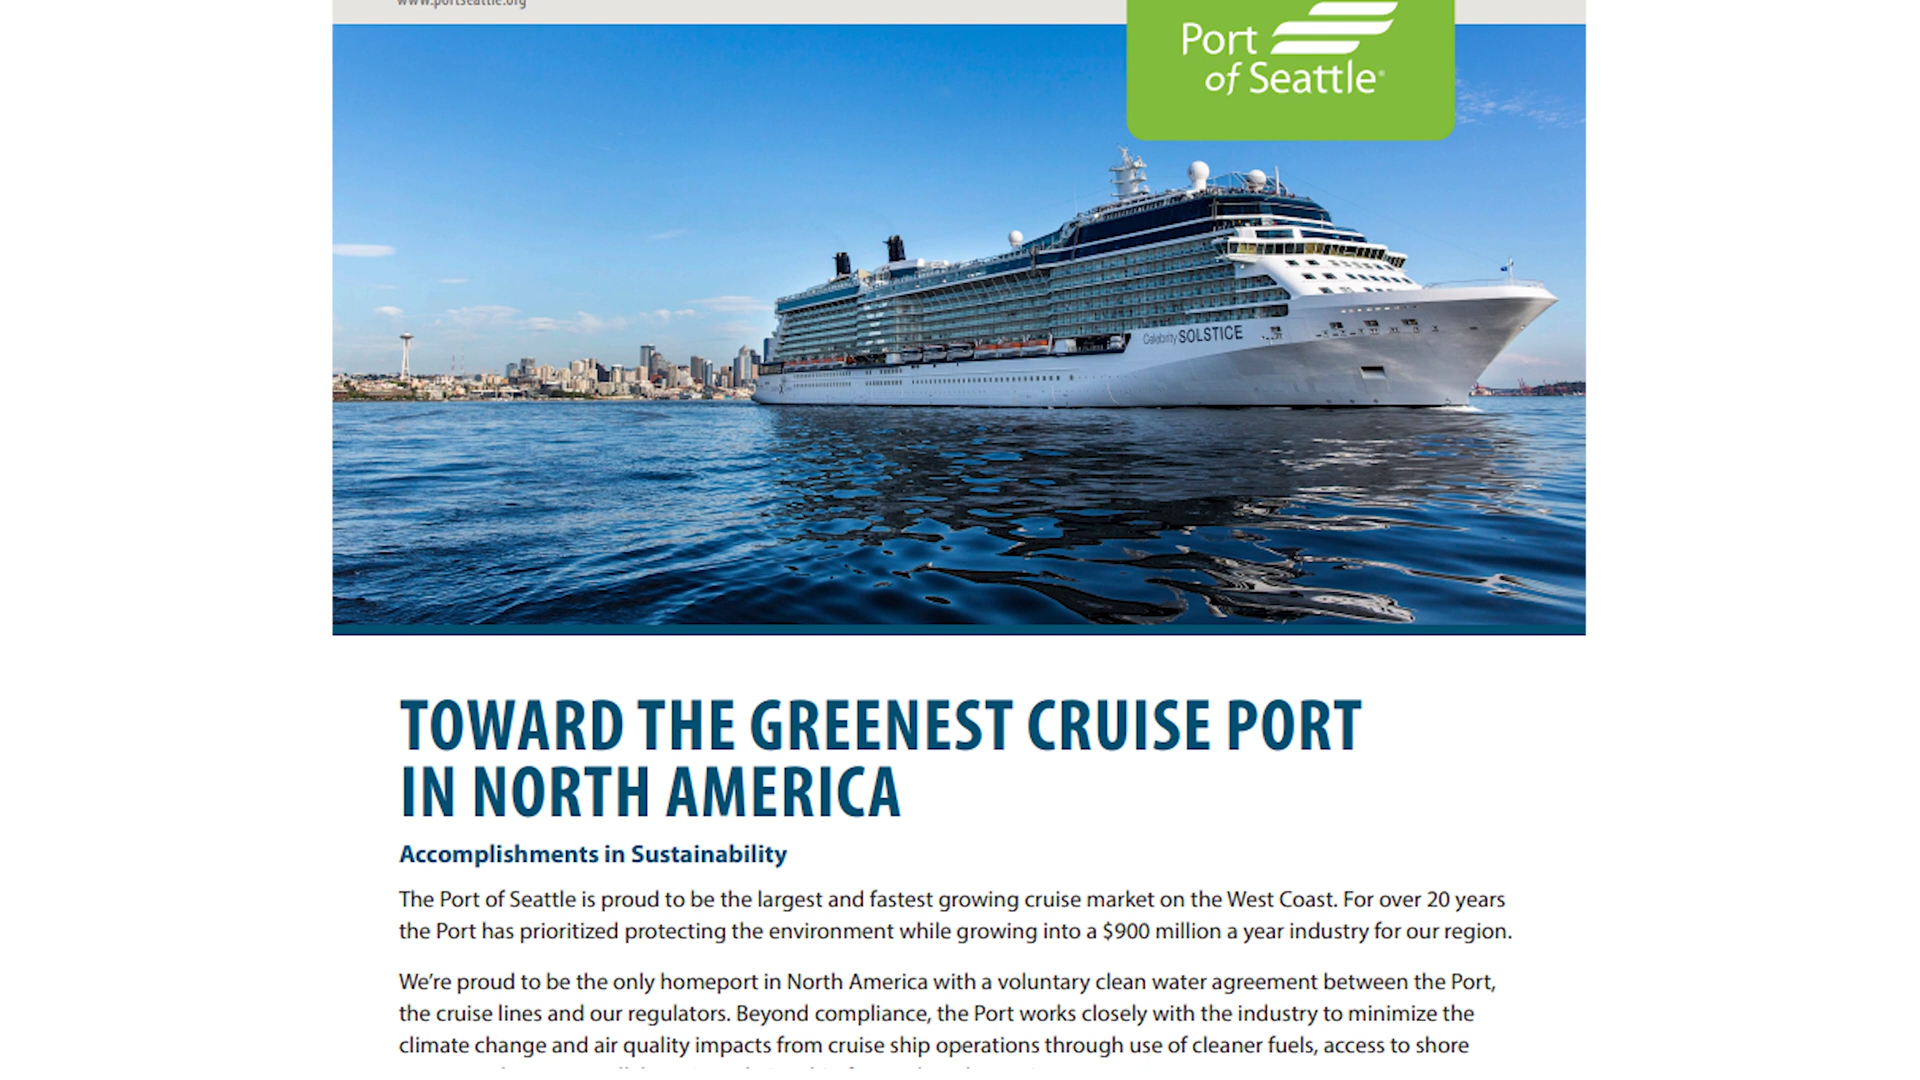 www.portseattle.org
Port
of Seattle
Celebrity SOLSTICE
TOWARD THE GREENEST CRUISE PORT
IN NORTH AMERICA
Accomplishments in Sustainability
The Port of Seattle is proud to be the largest and fastest growing cruise market on the West Coast. For over 20 years
the Port has prioritized protecting the environment while growing into a $900 million a year industry for our region.
We’re proud to be the only homeport in North America with a voluntary clean water agreement between the Port,
the cruise lines and our regulators. Beyond compliance, the Port works closely with the industry to minimize the
climate change and air quality impacts from cruise ship operations through use of cleaner fuels, access to shore